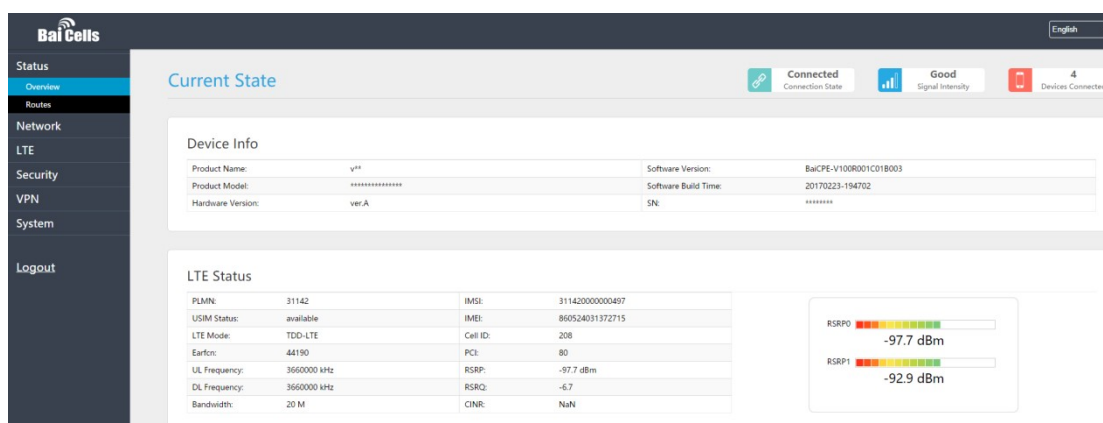 BaiCells
English
Status
Overview
Routes
Network
LTE
Security
VPN
System
Logout
Current State
Connected
Connection State
Good
Signal Intensity
4
Devices Connected
Device Info
Product Name: v** Software Version: BaiCPE-V100R001C01B003
Product Model: *************** Software Build Time: 20170223-194702
Hardware Version: ver.A SN: ********
LTE Status
PLMN: 31142 IMSI: 311420000000497
USIM Status: available IMEI: 860524031372715
LTE Mode: TDD-LTE Cell ID: 208
Earfcn: 44190 PCI: 80
UL Frequency: 3660000 kHz RSRP: -97.7 dBm
DL Frequency: 3660000 kHz RSRQ: -6.7
Bandwidth: 20 M CINR: NaN
RSRP0
-97.7 dBm
RSRP1
-92.9 dBm